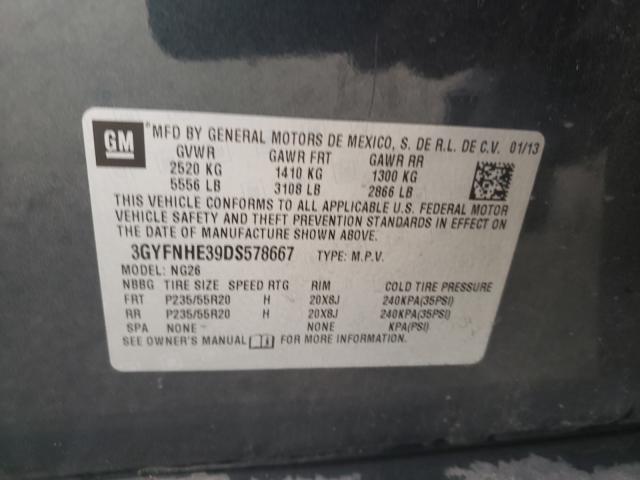 GM MFD BY GENERAL MOTORS DE MEXICO, S. DE R.L. DE C.V. 01/13
GVWR GAWR FRT GAWR RR
2520 KG 1410 KG 1300 KG
5556 LB 3108 LB 2866 LB
THIS VEHICLE CONFORMS TO ALL APPLICABLE U.S. FEDERAL MOTOR
VEHICLE SAFETY AND THEFT PREVENTION STANDARDS IN EFFECT ON
THE DATE OF MANUFACTURE SHOWN ABOVE.
3GYFNHE39DS578667 TYPE: M.P.V.
MODEL: NG26
NBBG TIRE SIZE SPEED RTG RIM COLD TIRE PRESSURE
FRT P235/55R20 H 20X8J 240KPA(35PSI)
RR P235/55R20 H 20X8J 240KPA(35PSI)
SPA NONE NONE KPA(PSI)
SEE OWNER'S MANUAL FOR MORE INFORMATION.